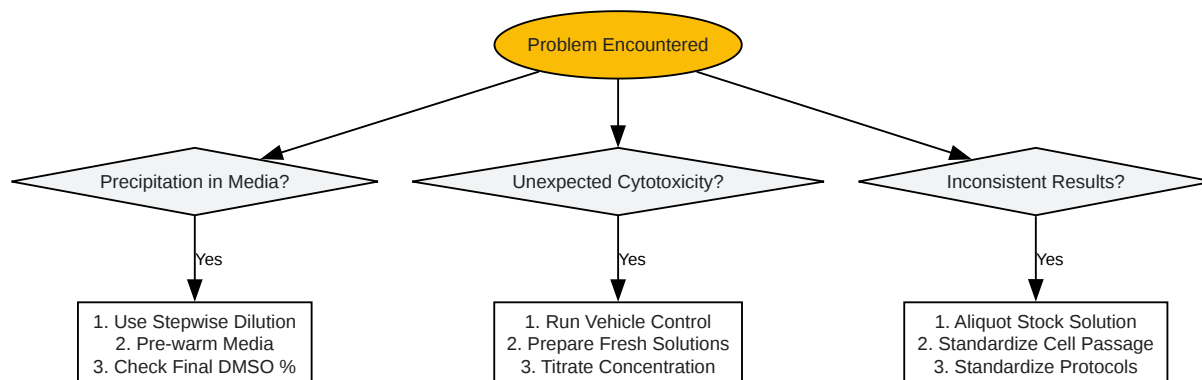 Problem Encountered
Precipitation in Media?
Unexpected Cytotoxicity?
Inconsistent Results?
Yes
Yes
Yes
1. Use Stepwise Dilution
2. Pre-warm Media
3. Check Final DMSO %
1. Run Vehicle Control
2. Prepare Fresh Solutions
3. Titrate Concentration
1. Aliquot Stock Solution
2. Standardize Cell Passage
3. Standardize Protocols